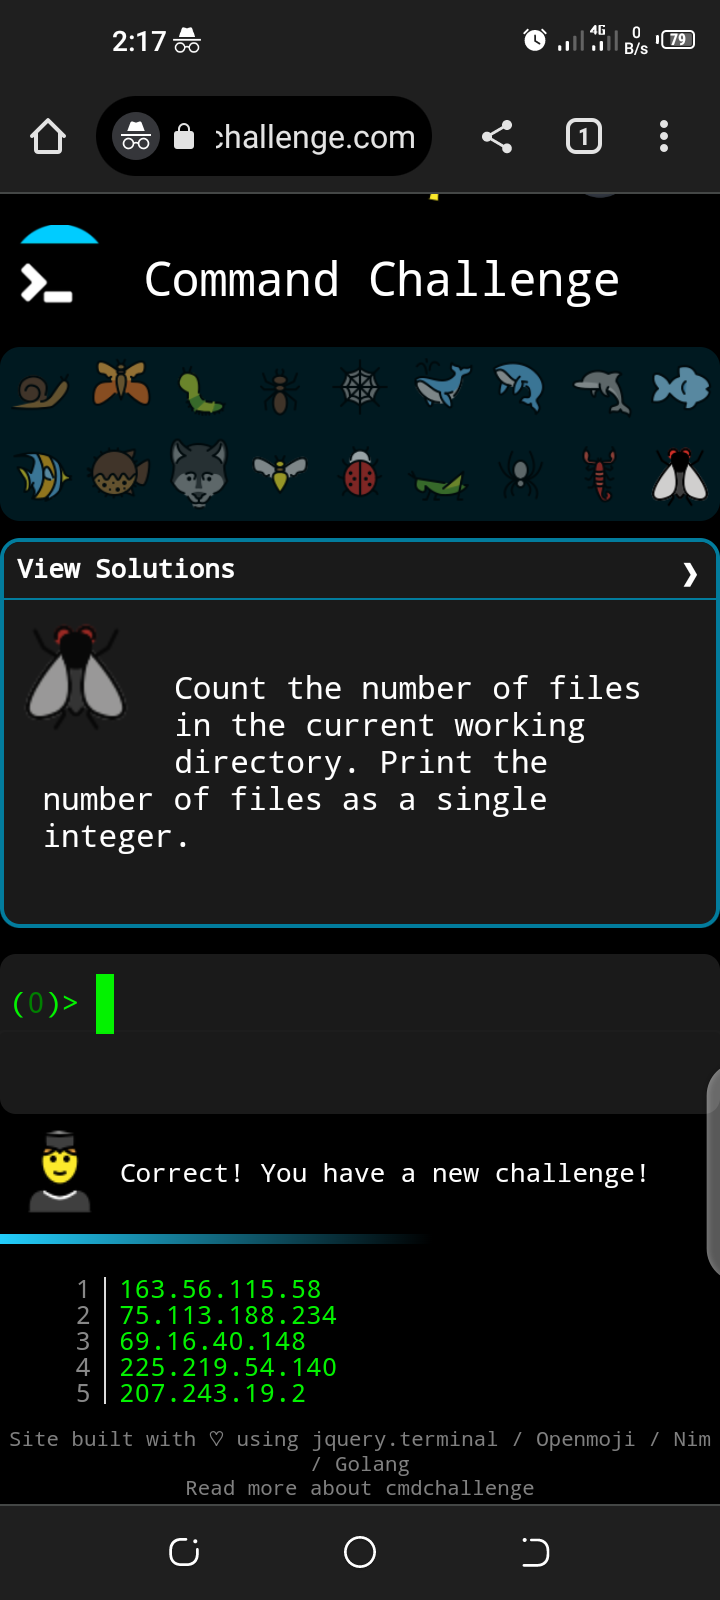 2:17 4G 0 B/s 79
challenge.com 1
Command Challenge
View Solutions ❯
Count the number of files
in the current working
directory. Print the
number of files as a single
integer.
(0)>
Correct! You have a new challenge!
1 163.56.115.58
2 75.113.188.234
3 69.16.40.148
4 225.219.54.140
5 207.243.19.2
Site built with ♡ using jquery.terminal / Openmoji / Nim
/ Golang
Read more about cmdchallenge